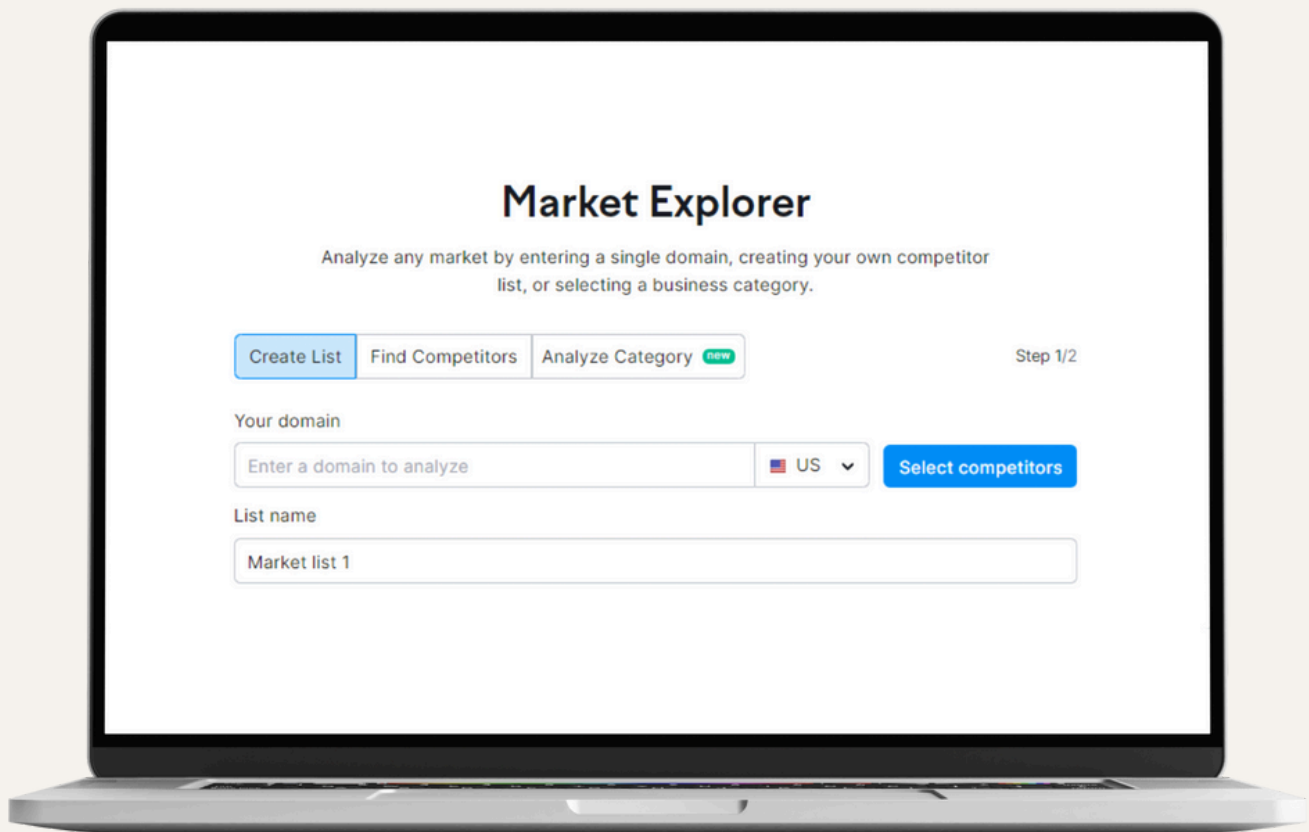 Market Explorer
Analyze any market by entering a single domain, creating your own competitor
list, or selecting a business category.
Create List Find Competitors Analyze Category new Step 1/2
Your domain
Enter a domain to analyze US Select competitors
List name
Market list 1